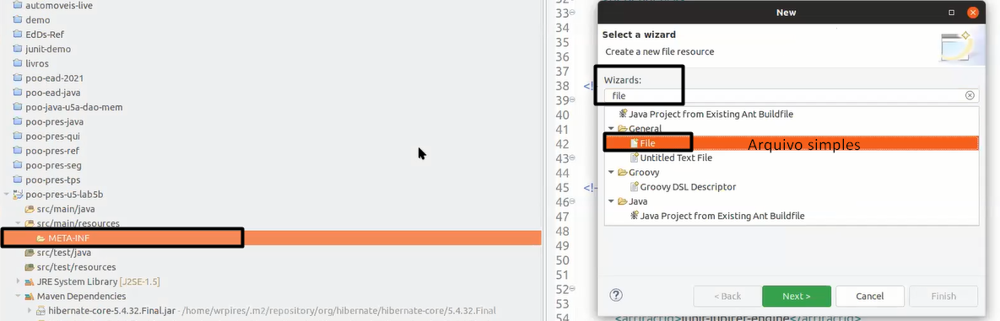 automoveis-live
demo
EdDs-Ref
junit-demo
livros
poo-ead-2021
poo-ead-java
poo-java-u5a-dao-mem
poo-pres-java
poo-pres-qui
poo-pres-ref
poo-pres-seg
poo-pres-tps
poo-pres-u5-lab5b
src/main/java
src/main/resources
META-INF
src/test/java
src/test/resources
JRE System Library [J2SE-1.5]
Maven Dependencies
hibernate-core-5.4.32.Final.jar - /home/wrpires/.m2/repository/org/hibernate/hibernate-core/5.4.32.Final
33
34
35
36
37
38 <!
39
40
41
42
43
44
45 <!-
46
47
48
49
50
51
52
53
54 <artifactId>junit-jupiter-engine</artifactId>
New
Select a wizard
Create a new file resource
Wizards:
file
Java Project from Existing Ant Buildfile
General
File Arquivo simples
Untitled Text File
Groovy
Groovy DSL Descriptor
Java
Java Project from Existing Ant Buildfile
?
< Back Next > Cancel Finish